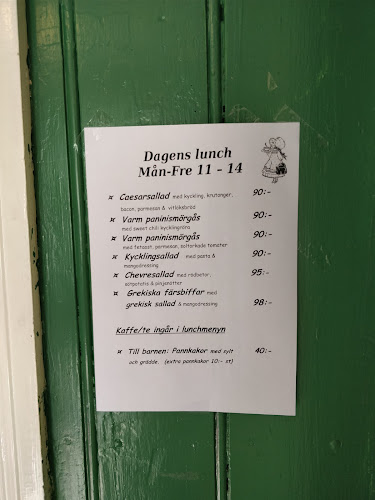 Dagens lunch
Mån-Fre 11 - 14
¤ Caesarsallad med kyckling, krutonger, 90:-
bacon, parmesan & vitlöksbröd
¤ Varm paninismörgås 90:-
med sweet chili kycklingröra
¤ Varm paninismörgås 90:-
med fetaost, parmesan, soltorkade tomater
¤ Kycklingsallad med pasta & 90:-
mangodressing
¤ Chevresallad med rödbetor, 95:-
sötpotatis & pinjenötter
¤ Grekiska färsbiffar med
grekisk sallad & mangodressing 98:-
Kaffe/te ingår i lunchmenyn
¤ Till barnen: Pannkakor med sylt 40:-
och grädde. (extra pannkakor 10:- st)